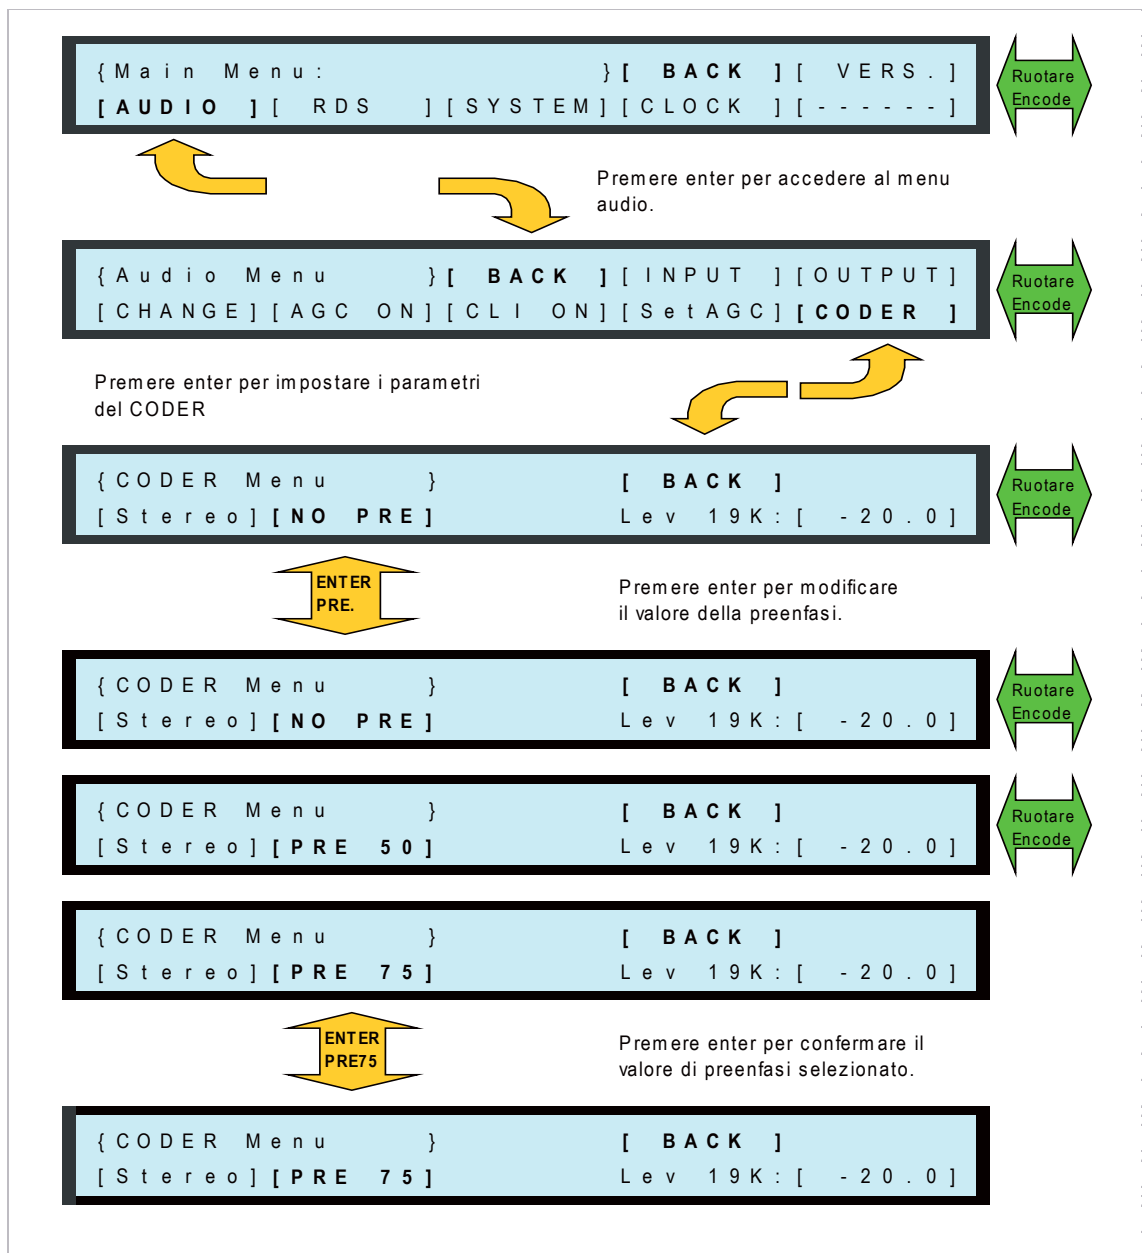 {Main Menu: }[ BACK ][ VERS.]
[AUDIO ][ RDS ][SYSTEM][CLOCK ][------]
Ruotare
Encode
Premere enter per accedere al menu
audio.
{Audio Menu }[ BACK ][INPUT ][OUTPUT]
[CHANGE][AGC ON][CLI ON][SetAGC][CODER ]
Ruotare
Encode
Premere enter per impostare i parametri
del CODER
{CODER Menu } [ BACK ]
[Stereo][NO PRE] Lev 19K:[ -20.0]
Ruotare
Encode
ENTER
PRE.
Premere enter per modificare
il valore della preenfasi.
{CODER Menu } [ BACK ]
[Stereo][NO PRE] Lev 19K:[ -20.0]
Ruotare
Encode
{CODER Menu } [ BACK ]
[Stereo][PRE 50] Lev 19K:[ -20.0]
Ruotare
Encode
{CODER Menu } [ BACK ]
[Stereo][PRE 75] Lev 19K:[ -20.0]
ENTER
PRE75
Premere enter per confermare il
valore di preenfasi selezionato.
{CODER Menu } [ BACK ]
[Stereo][PRE 75] Lev 19K:[ -20.0]